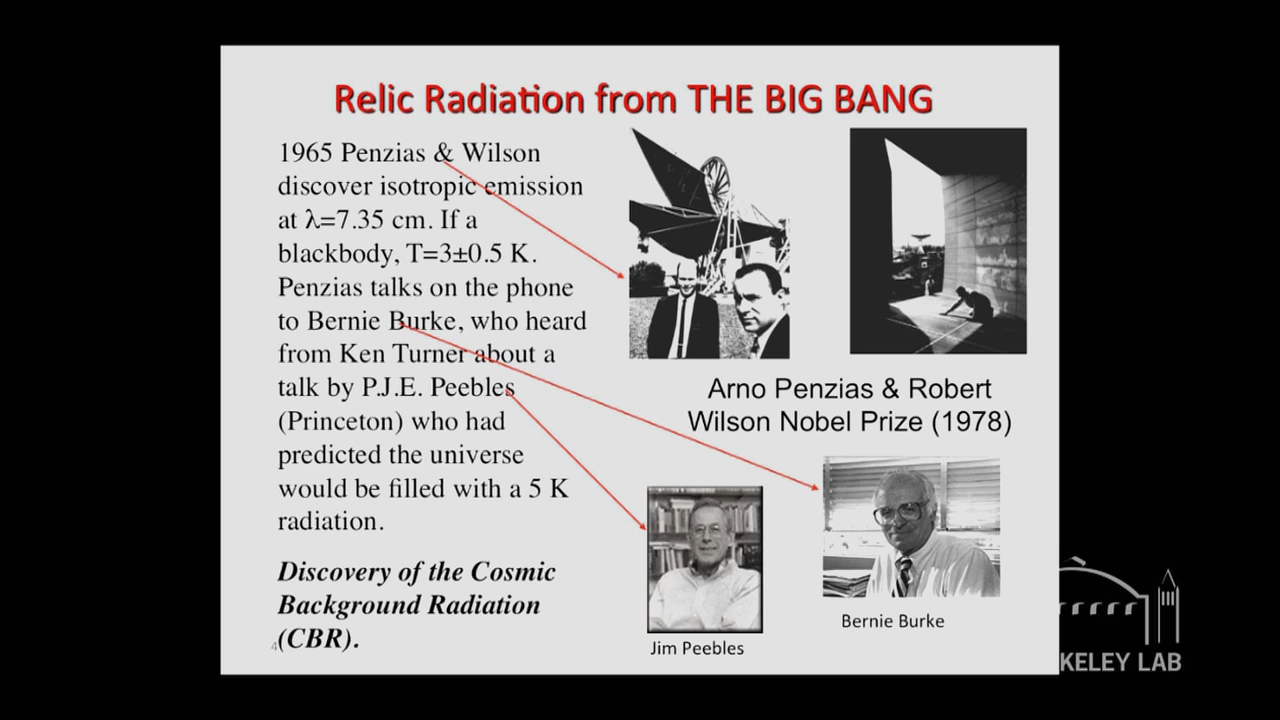 Relic Radiation from THE BIG BANG
1965 Penzias & Wilson
discover isotropic emission
at λ=7.35 cm. If a
blackbody, T=3±0.5 K.
Penzias talks on the phone
to Bernie Burke, who heard
from Ken Turner about a
talk by P.J.E. Peebles
(Princeton) who had
predicted the universe
would be filled with a 5 K
radiation.
Discovery of the Cosmic
Background Radiation
(CBR).
4
Arno Penzias & Robert
Wilson Nobel Prize (1978)
Jim Peebles
Bernie Burke
KELEY LAB